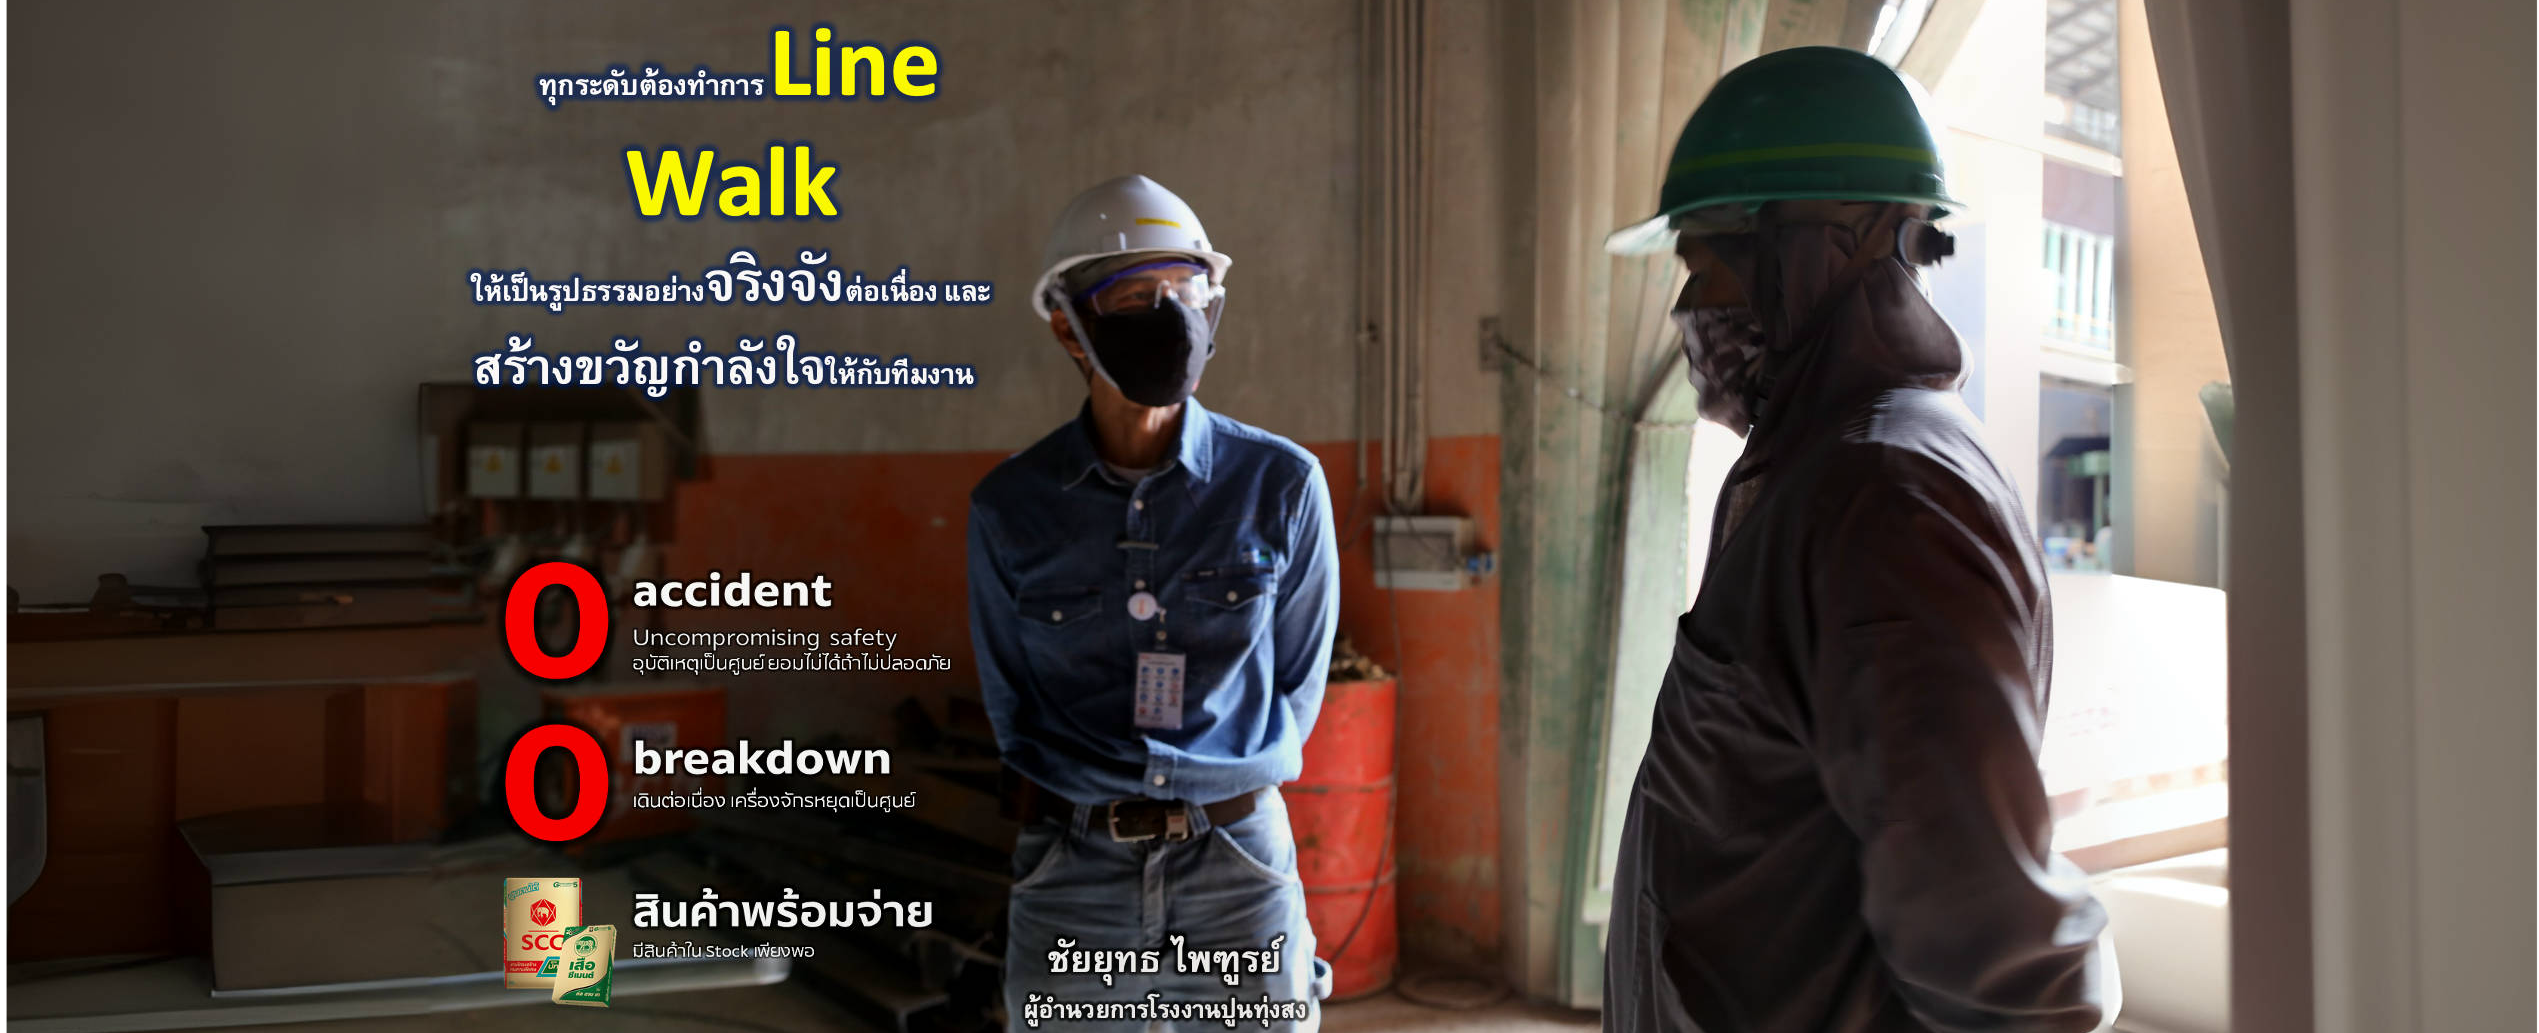 ทุกระดับต้องทำการ Line
Walk
ให้เป็นรูปธรรมอย่างจริงจังต่อเนื่อง และ
สร้างขวัญกำลังใจให้กับทีมงาน
0 accident
Uncompromising safety
อุบัติเหตุเป็นศูนย์ ยอมไม่ได้ถ้าไม่ปลอดภัย
0 breakdown
เดินต่อเนื่อง เครื่องจักรหยุดเป็นศูนย์
สินค้าพร้อมจ่าย
มีสินค้าใน Stock เพียงพอ
SCG
เสือ
ซีเมนต์
ชัยยุทธ ไพฑูรย์
ผู้อำนวยการโรงงานปูนทุ่งสง